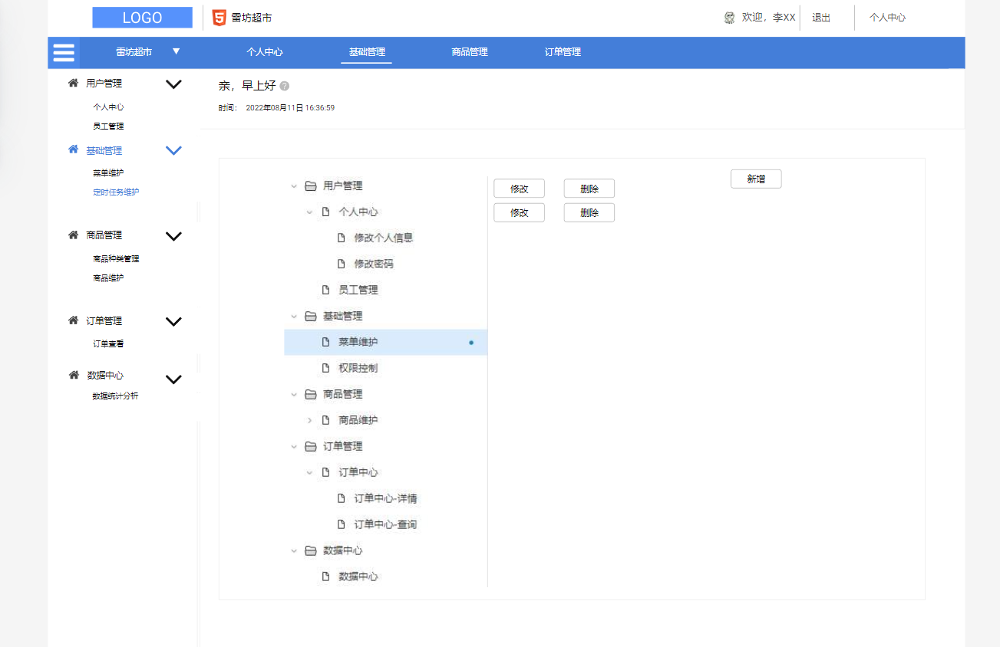 LOGO
雷坊超市
欢迎，李XX
退出
个人中心
雷坊超市 ▼
个人中心
基础管理
商品管理
订单管理
用户管理
个人中心
员工管理
基础管理
菜单维护
定时任务维护
商品管理
商品种类管理
商品维护
订单管理
订单查看
数据中心
数据统计分析
亲，早上好 ?
时间： 2022年08月11日 16:36:59
用户管理
个人中心
修改个人信息
修改密码
员工管理
基础管理
菜单维护
权限控制
商品管理
商品维护
订单管理
订单中心
订单中心-详情
订单中心-查询
数据中心
数据中心
修改 删除
修改 删除
新增